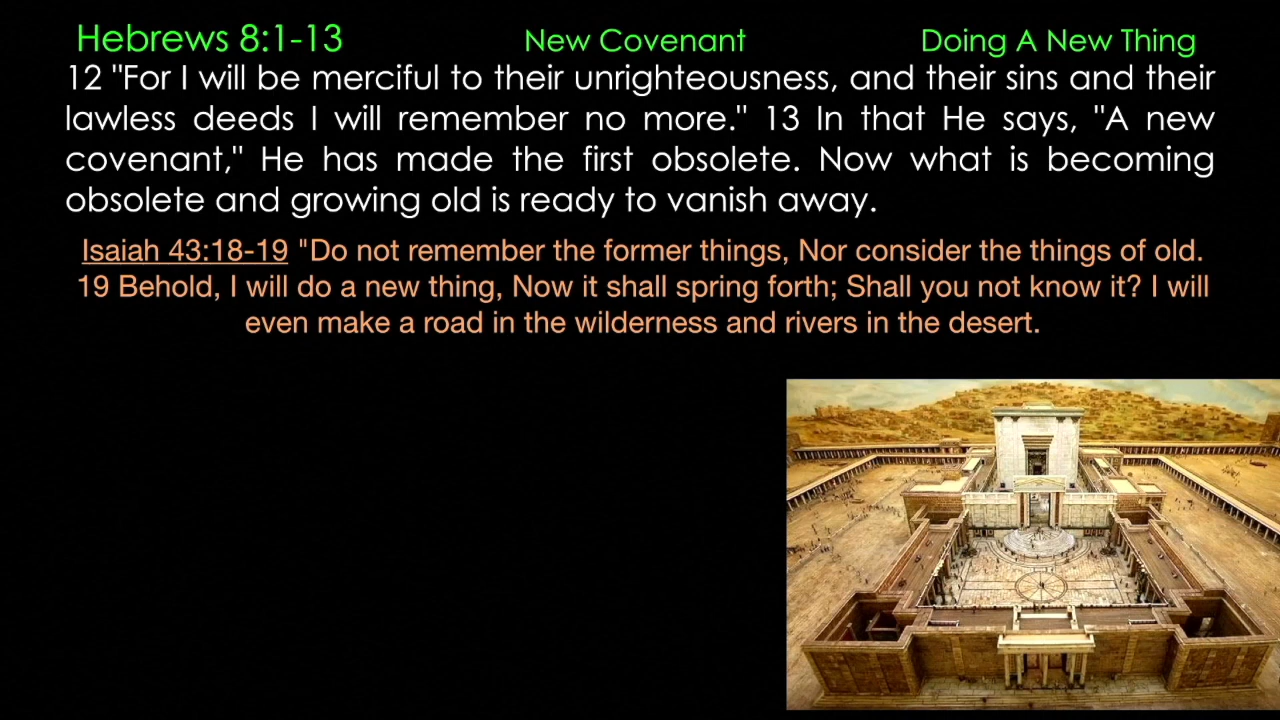 Hebrews 8:1-13 New Covenant Doing A New Thing
12 "For I will be merciful to their unrighteousness, and their sins and their
lawless deeds I will remember no more." 13 In that He says, "A new
covenant," He has made the first obsolete. Now what is becoming
obsolete and growing old is ready to vanish away.
Isaiah 43:18-19 "Do not remember the former things, Nor consider the things of old.
19 Behold, I will do a new thing, Now it shall spring forth; Shall you not know it? I will
even make a road in the wilderness and rivers in the desert.